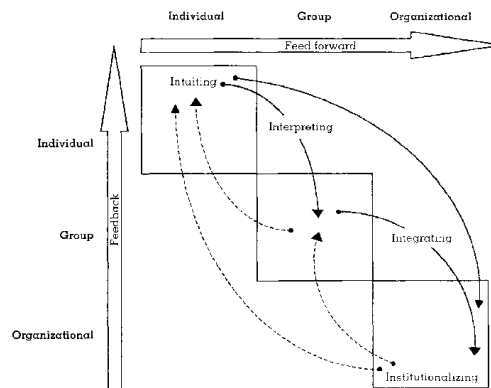 Individual Group Organizational
Feed forward
Intuiting
Interpreting
Individual
Group
Feedback
Integrating
Organizational
Institutionalizing